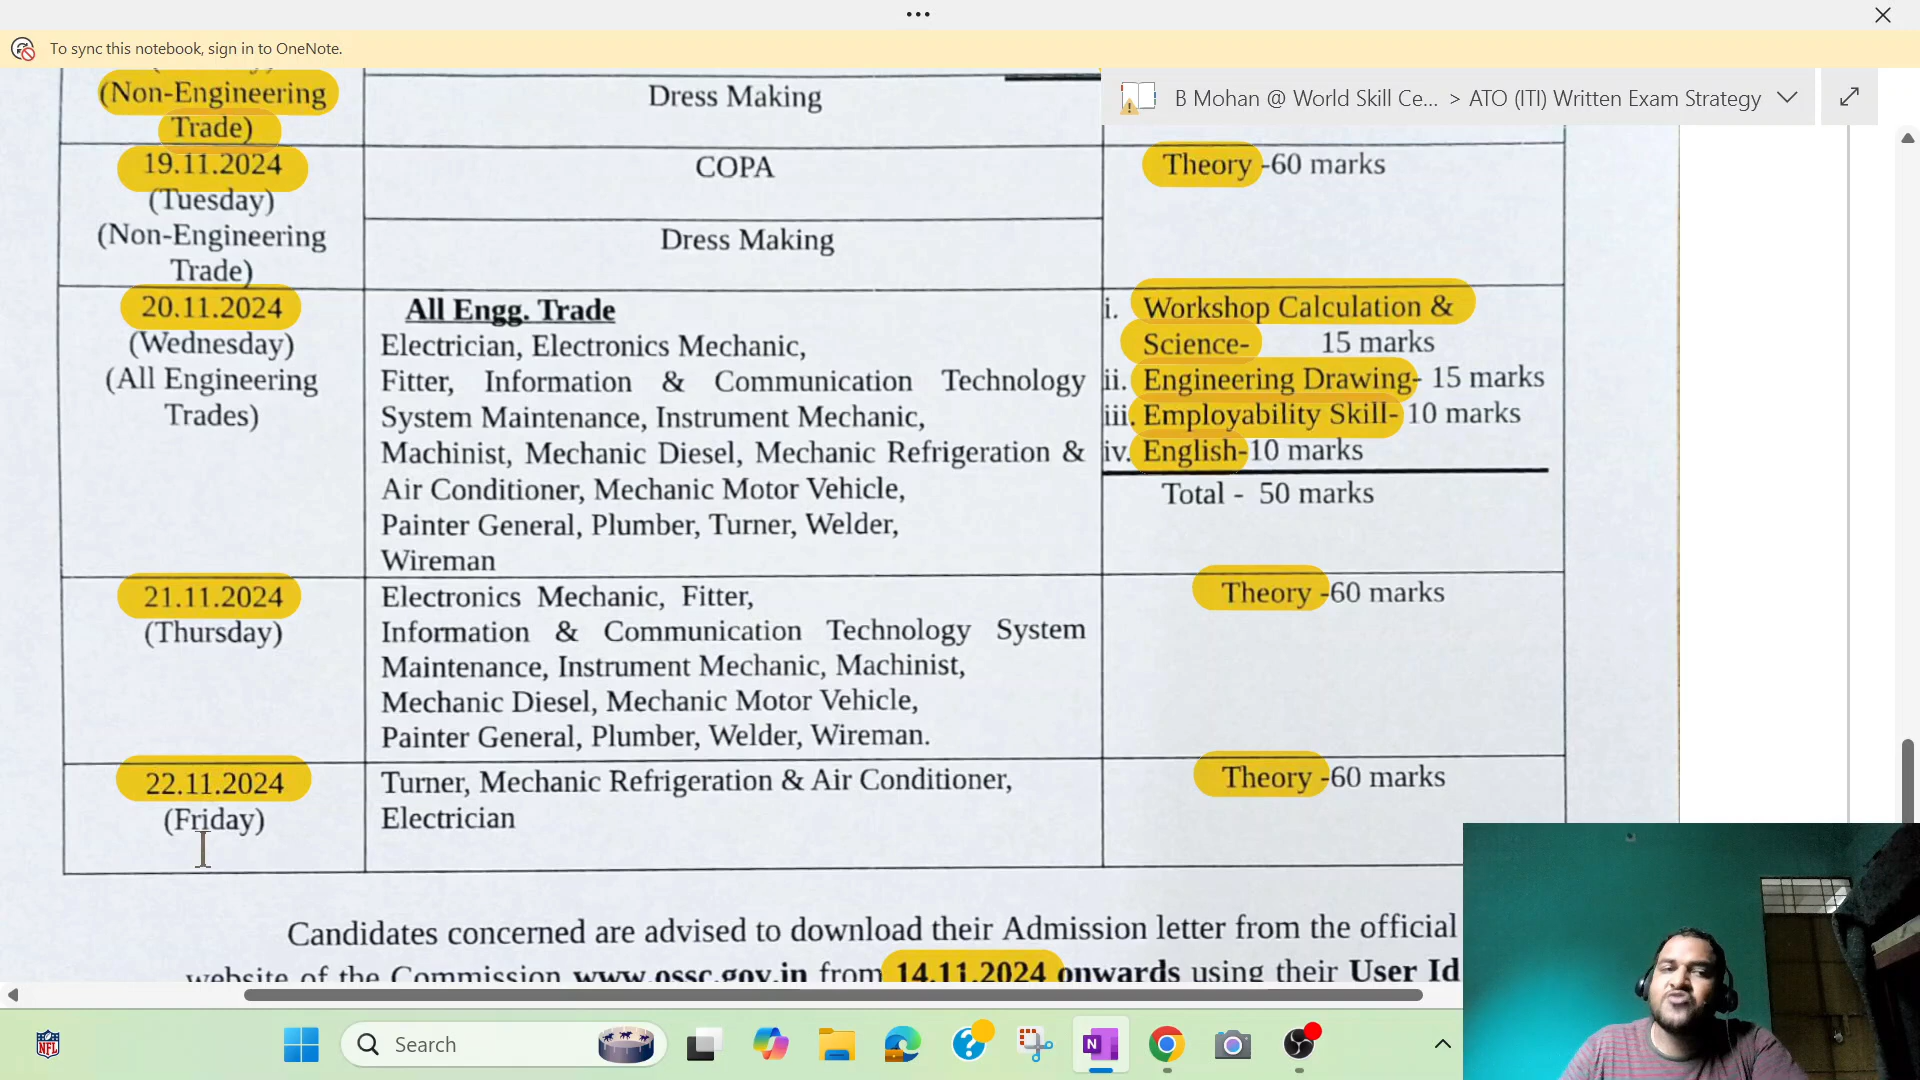 To sync this notebook, sign in to OneNote.
B Mohan @ World Skill Ce... > ATO (ITI) Written Exam Strategy
(Non-Engineering
Trade)
Dress Making
19.11.2024
(Tuesday)
(Non-Engineering
Trade)
COPA
Dress Making
Theory -60 marks
20.11.2024
(Wednesday)
(All Engineering
Trades)
All Engg. Trade
Electrician, Electronics Mechanic,
Fitter, Information & Communication Technology
System Maintenance, Instrument Mechanic,
Machinist, Mechanic Diesel, Mechanic Refrigeration &
Air Conditioner, Mechanic Motor Vehicle,
Painter General, Plumber, Turner, Welder,
Wireman
i. Workshop Calculation &
Science- 15 marks
ii. Engineering Drawing- 15 marks
iii. Employability Skill- 10 marks
iv. English-10 marks
Total - 50 marks
21.11.2024
(Thursday)
Electronics Mechanic, Fitter,
Information & Communication Technology System
Maintenance, Instrument Mechanic, Machinist,
Mechanic Diesel, Mechanic Motor Vehicle,
Painter General, Plumber, Welder, Wireman.
Theory -60 marks
22.11.2024
(Friday)
Turner, Mechanic Refrigeration & Air Conditioner,
Electrician
Theory -60 marks
Candidates concerned are advised to download their Admission letter from the official
website of the Commission www.ossc.gov.in from 14.11.2024 onwards using their User Id
NFL
Search
N